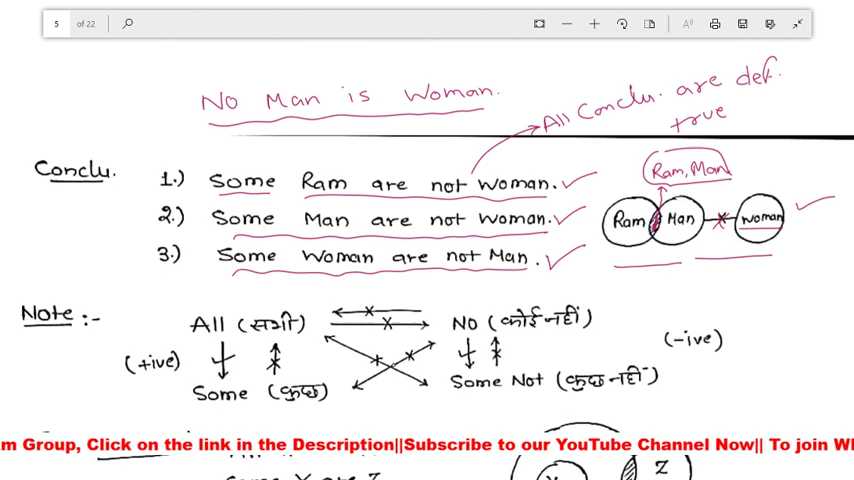 5 of 22
No Man is Woman.
All Conclu. are def.
true
Conclu.
1.) Some Ram are not Woman.
2.) Some Man are not Woman.
3.) Some Woman are not Man.
Ram, Man
Ram Man Woman
Note :-
All (सभी) No (कोई नहीं)
(+ive) (-ive)
Some (कुछ) Some Not (कुछ नहीं)
m Group, Click on the link in the Description||Subscribe to our YouTube Channel Now|| To join W
Some Y are Z
Y Z